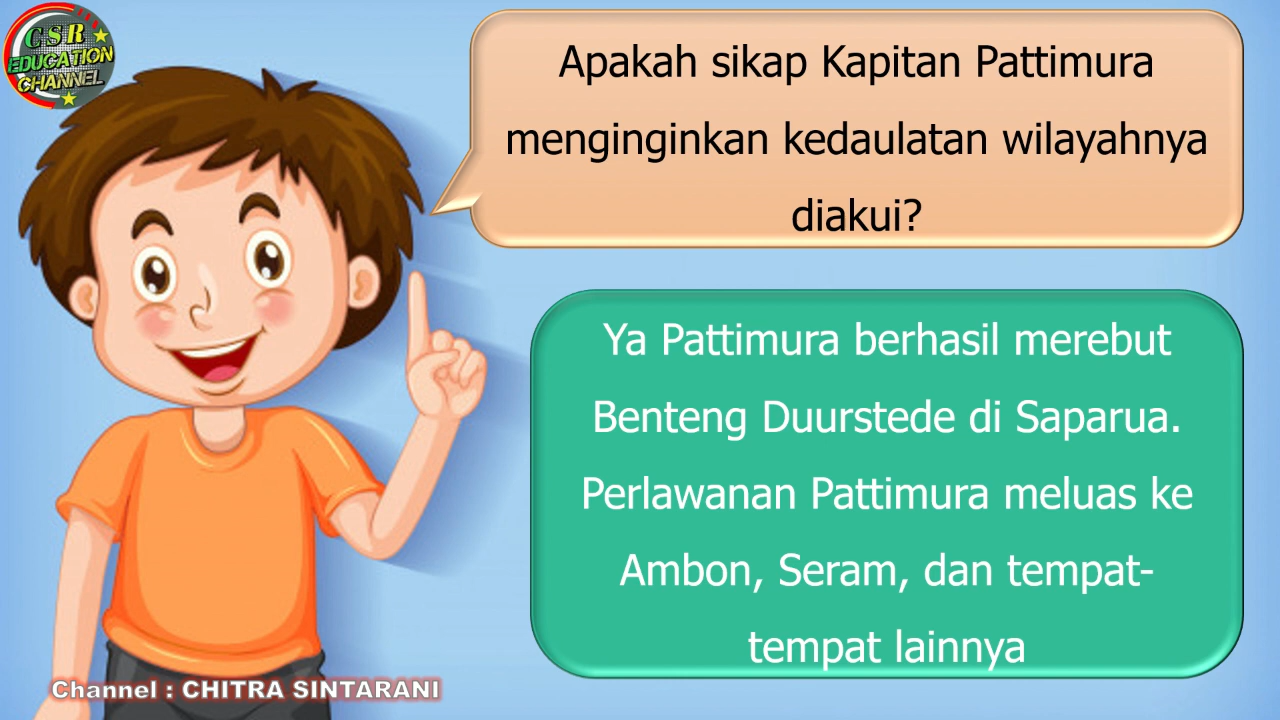 CSR
EDUCATION
CHANNEL
Apakah sikap Kapitan Pattimura
menginginkan kedaulatan wilayahnya
diakui?
Ya Pattimura berhasil merebut
Benteng Duurstede di Saparua.
Perlawanan Pattimura meluas ke
Ambon, Seram, dan tempat-
tempat lainnya
Channel : CHITRA SINTARANI